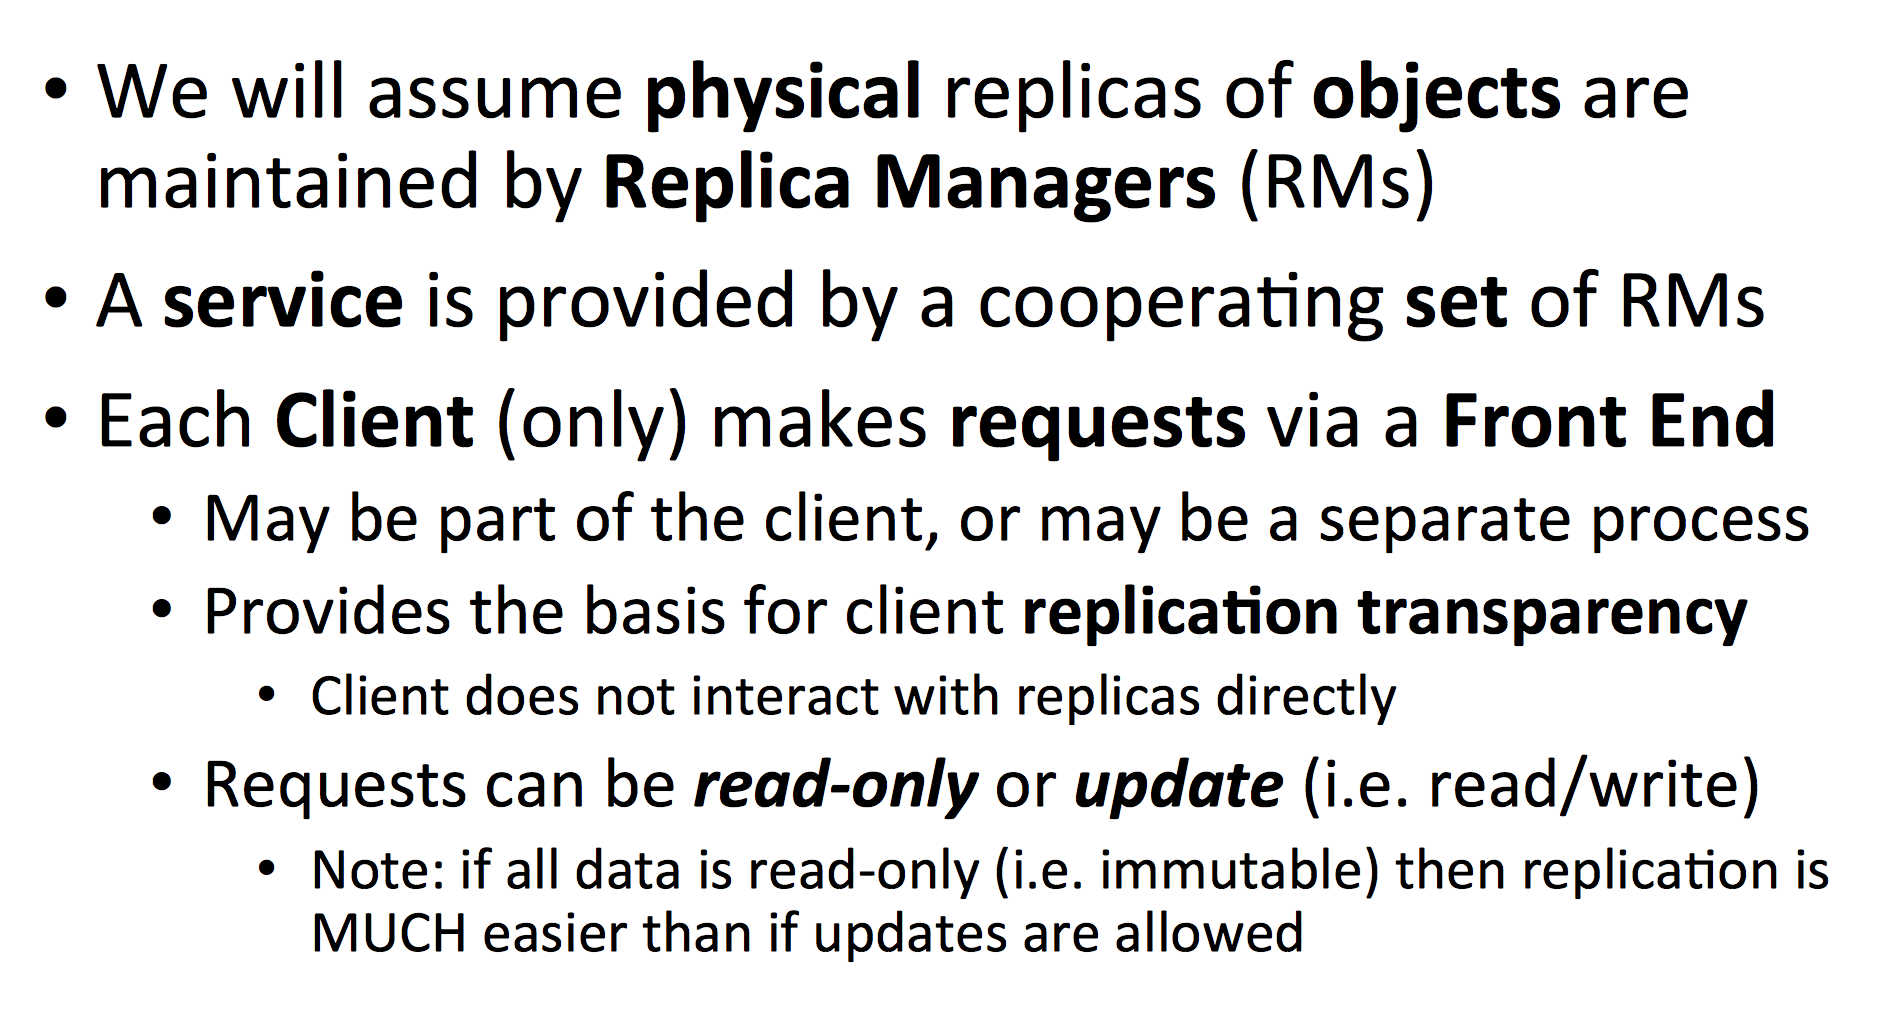 • We will assume physical replicas of objects are
maintained by Replica Managers (RMs)
• A service is provided by a cooperating set of RMs
• Each Client (only) makes requests via a Front End
• May be part of the client, or may be a separate process
• Provides the basis for client replication transparency
• Client does not interact with replicas directly
• Requests can be read-only or update (i.e. read/write)
• Note: if all data is read-only (i.e. immutable) then replication is
MUCH easier than if updates are allowed